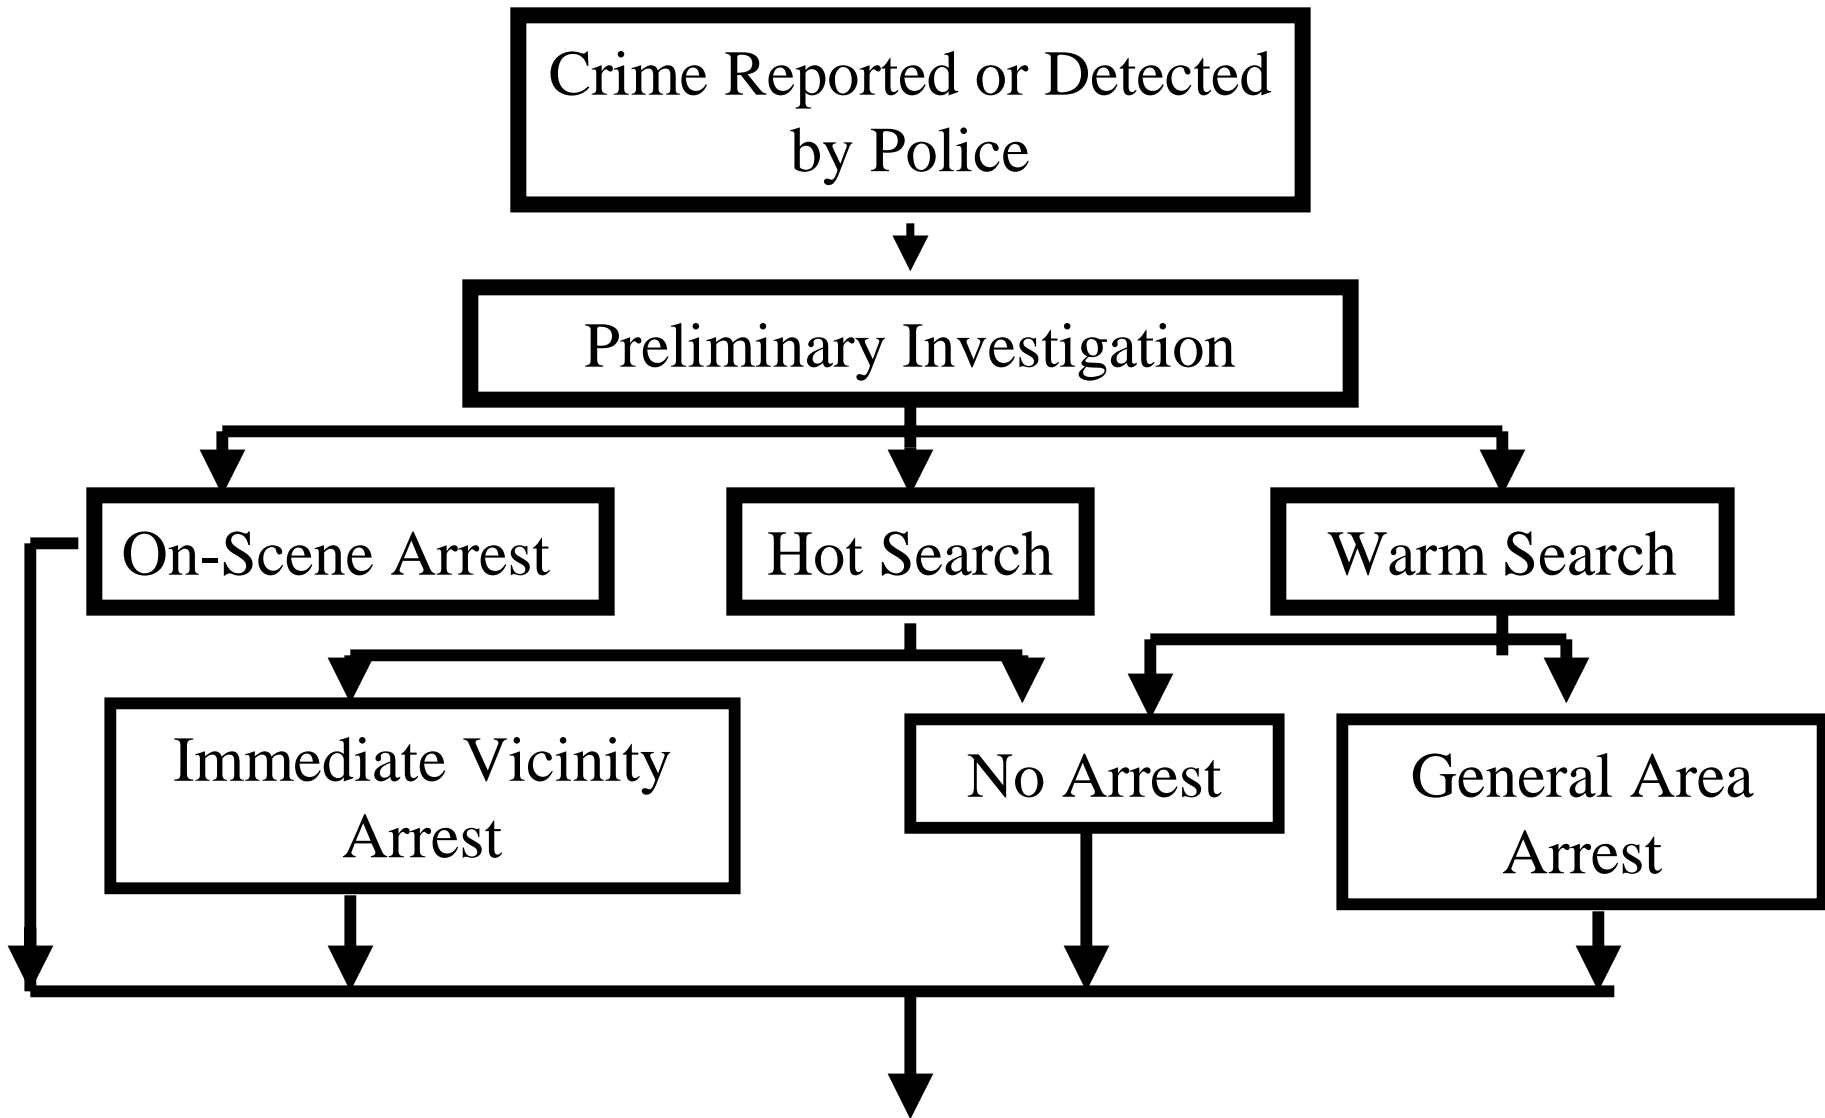 Crime Reported or Detected
by Police
Preliminary Investigation
On-Scene Arrest
Hot Search
Warm Search
Immediate Vicinity
Arrest
No Arrest
General Area
Arrest